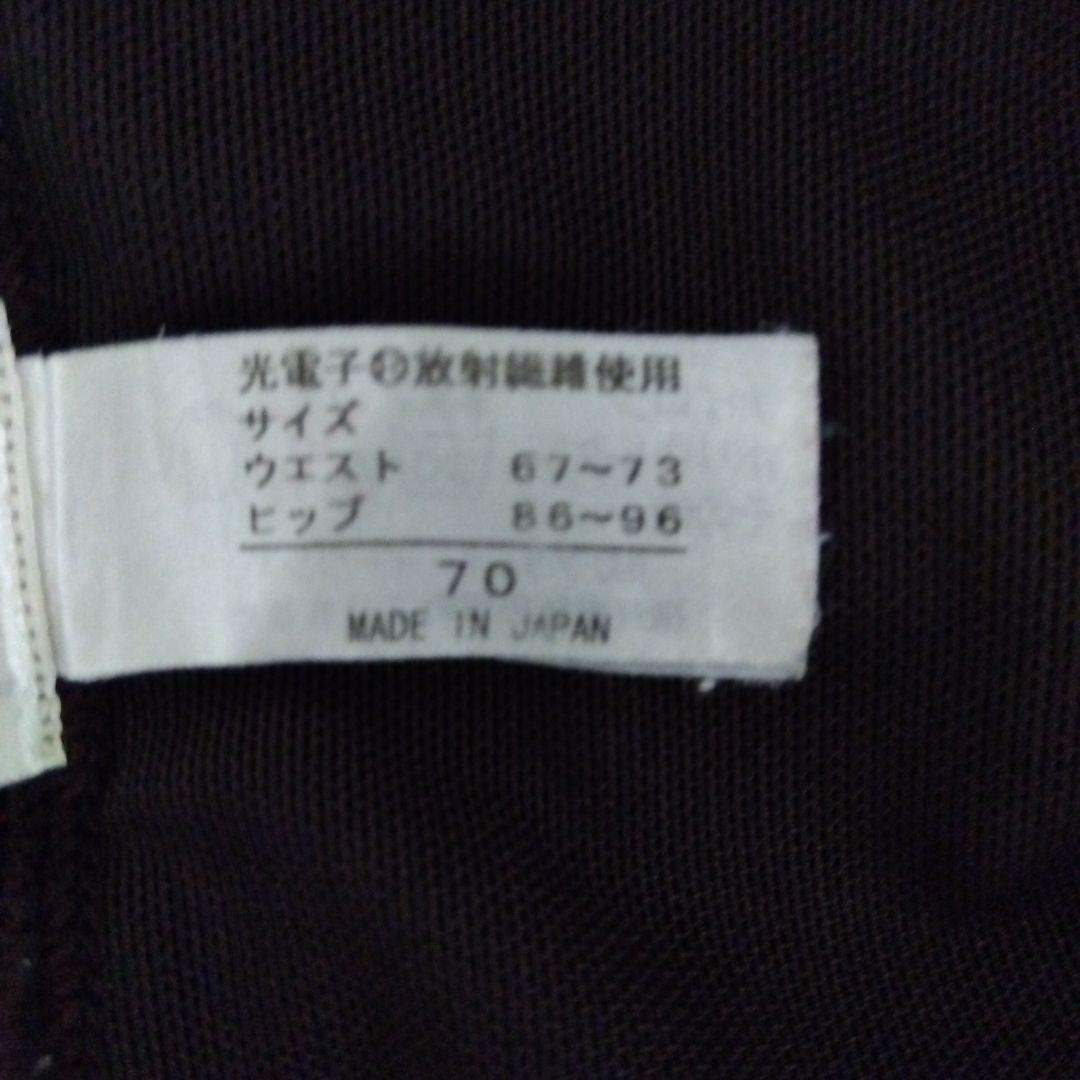 光電子㊉放射繊維使用
サイズ
ウエスト 67～73
ヒップ 86～96
70
MADE IN JAPAN